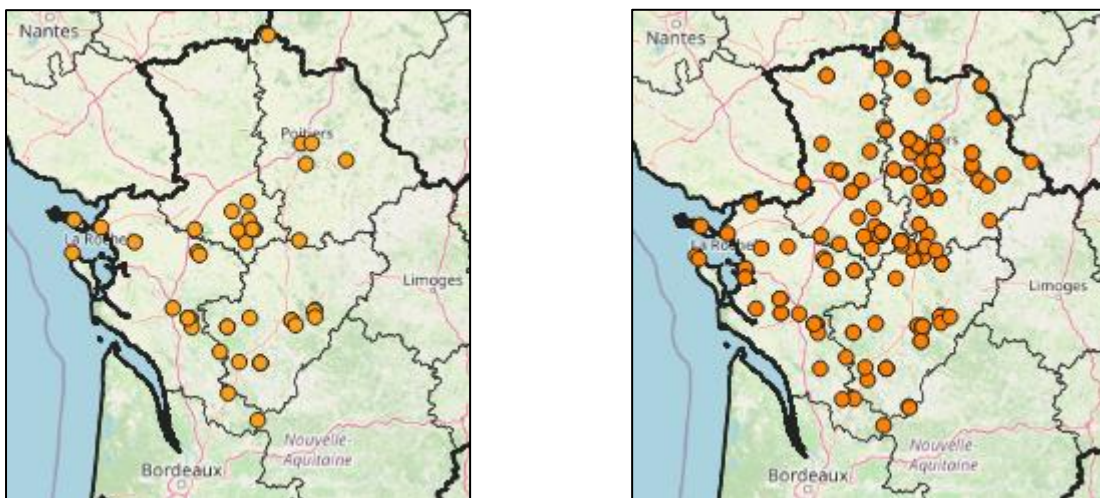 Nantes
Poitiers
La Roche
Limoges
Nouvelle-
Aquitaine
Bordeaux
Nantes
La Roche
Limoges
Nouvelle-
Aquitaine
Bordeaux